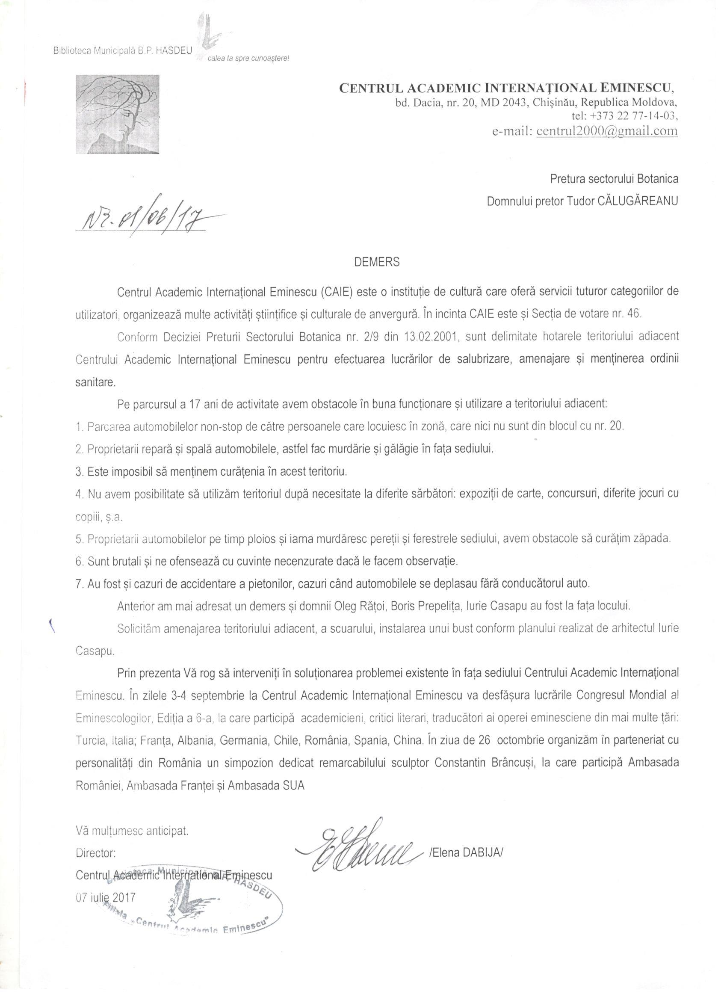 Biblioteca Municipală B.P. HASDEU
calea ta spre cunoaştere!
CENTRUL ACADEMIC INTERNAŢIONAL EMINESCU,
bd. Dacia, nr. 20, MD 2043, Chişinău, Republica Moldova,
tel: +373 22 77-14-03,
e-mail: centrul2000@gmail.com
Pretura sectorului Botanica
Domnului pretor Tudor CĂLUGĂREANU
Nr. 01/06/17
DEMERS
Centrul Academic Internațional Eminescu (CAIE) este o instituție de cultură care oferă servicii tuturor categoriilor de
utilizatori, organizează multe activități științifice și culturale de anvergură. În incinta CAIE este și Secția de votare nr. 46.
Conform Deciziei Preturii Sectorului Botanica nr. 2/9 din 13.02.2001, sunt delimitate hotarele teritoriului adiacent
Centrului Academic Internațional Eminescu pentru efectuarea lucrărilor de salubrizare, amenajare și menținerea ordinii
sanitare.
Pe parcursul a 17 ani de activitate avem obstacole în buna funcționare și utilizare a teritoriului adiacent:
1. Parcarea automobilelor non-stop de către persoanele care locuiesc în zonă, care nici nu sunt din blocul cu nr. 20.
2. Proprietarii repară și spală automobilele, astfel fac murdărie și gălăgie în fața sediului.
3. Este imposibil să menținem curățenia în acest teritoriu.
4. Nu avem posibilitate să utilizăm teritoriul după necesitate la diferite sărbători: expoziții de carte, concursuri, diferite jocuri cu
copiii, ș.a.
5. Proprietarii automobilelor pe timp ploios și iarna murdăresc pereții și ferestrele sediului, avem obstacole să curățim zăpada.
6. Sunt brutali și ne ofensează cu cuvinte necenzurate dacă le facem observație.
7. Au fost și cazuri de accidentare a pietonilor, cazuri când automobilele se deplasau fără conducătorul auto.
Anterior am mai adresat un demers și domnii Oleg Rățoi, Boris Prepelița, Iurie Casapu au fost la fața locului.
Solicităm amenajarea teritoriului adiacent, a scuarului, instalarea unui bust conform planului realizat de arhitectul Iurie
Casapu.
Prin prezenta Vă rog să interveniți în soluționarea problemei existente în fața sediului Centrului Academic Internațional
Eminescu. În zilele 3-4 septembrie la Centrul Academic Internațional Eminescu va desfășura lucrările Congresul Mondial al
Eminescologilor, Ediția a 6-a, la care participă academicieni, critici literari, traducători ai operei eminesciene din mai multe țări:
Turcia, Italia; Franța, Albania, Germania, Chile, România, Spania, China. În ziua de 26 octombrie organizăm în parteneriat cu
personalități din România un simpozion dedicat remarcabilului sculptor Constantin Brâncuși, la care participă Ambasada
României, Ambasada Franței și Ambasada SUA
Vă mulțumesc anticipat.
Director:
/Elena DABIJA/
Centrul Academic International Eminescu
07 iulie 2017
Biblioteca Municipală B.P. HASDEU
Filiala „Centrul Academic Eminescu”